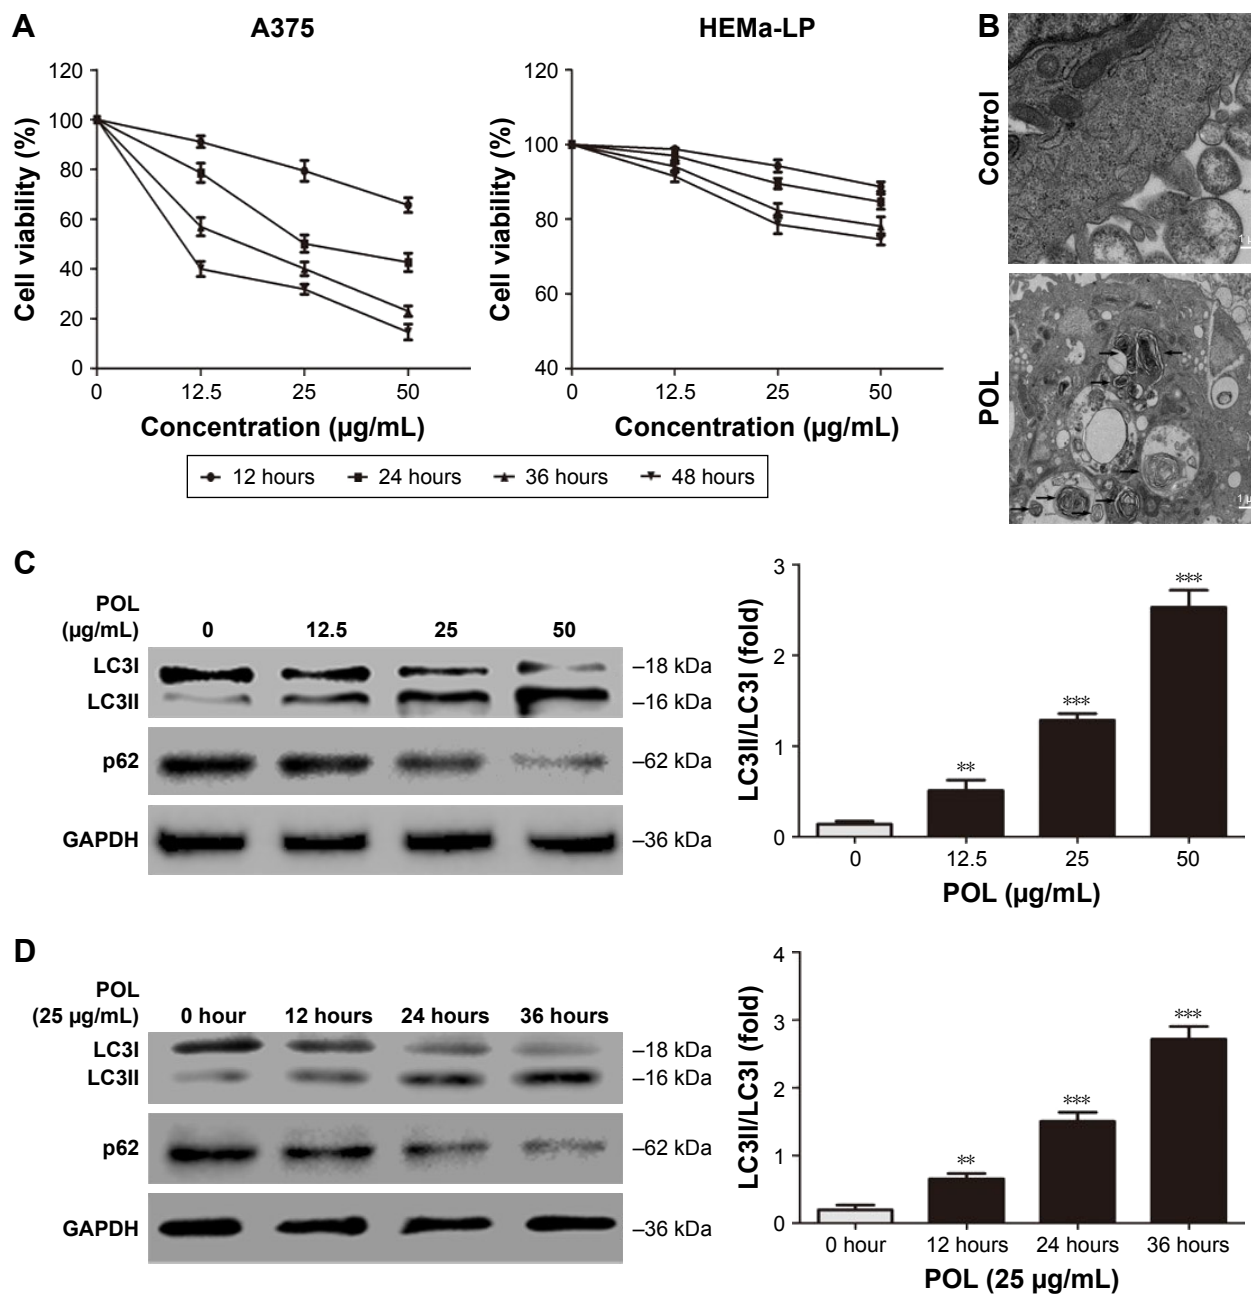 A
A375
HEMa-LP
B
Cell viability (%)
120
100
80
60
40
20
0
0 12.5 25 50
Concentration (µg/mL)
Cell viability (%)
120
100
80
60
40
0 12.5 25 50
Concentration (µg/mL)
12 hours 24 hours 36 hours 48 hours
Control
POL
C
POL
(µg/mL) 0 12.5 25 50
LC3I –18 kDa
LC3II –16 kDa
p62 –62 kDa
GAPDH –36 kDa
LC3II/LC3I (fold)
3
2
1
0
**
***
***
0 12.5 25 50
POL (µg/mL)
D
POL
(25 µg/mL) 0 hour 12 hours 24 hours 36 hours
LC3I –18 kDa
LC3II –16 kDa
p62 –62 kDa
GAPDH –36 kDa
LC3II/LC3I (fold)
4
3
2
1
0
**
***
***
0 hour 12 hours 24 hours 36 hours
POL (25 µg/mL)